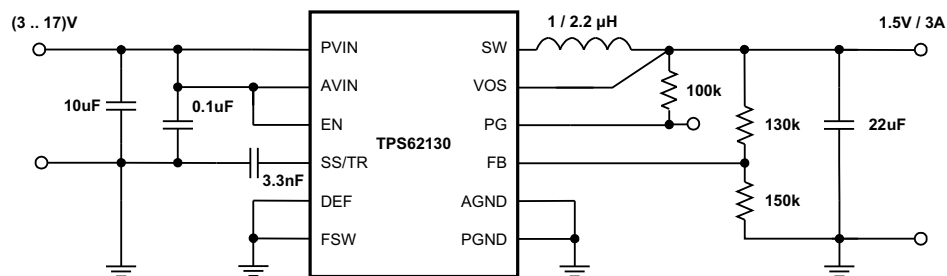 (3 .. 17)V
1 / 2.2 µH
1.5V / 3A
PVIN
SW
AVIN
VOS
10uF
0.1uF
100k
EN
PG
TPS62130
130k
22uF
SS/TR
FB
3.3nF
DEF
AGND
150k
FSW
PGND